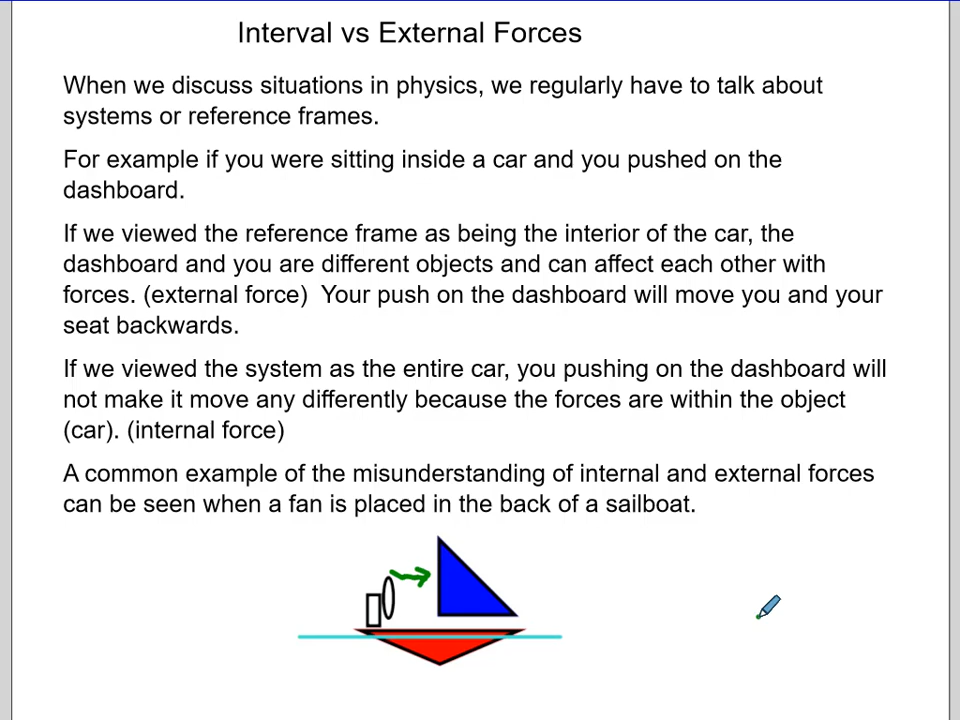 Interval vs External Forces
When we discuss situations in physics, we regularly have to talk about
systems or reference frames.
For example if you were sitting inside a car and you pushed on the
dashboard.
If we viewed the reference frame as being the interior of the car, the
dashboard and you are different objects and can affect each other with
forces. (external force)  Your push on the dashboard will move you and your
seat backwards.
If we viewed the system as the entire car, you pushing on the dashboard will
not make it move any differently because the forces are within the object
(car). (internal force)
A common example of the misunderstanding of internal and external forces
can be seen when a fan is placed in the back of a sailboat.